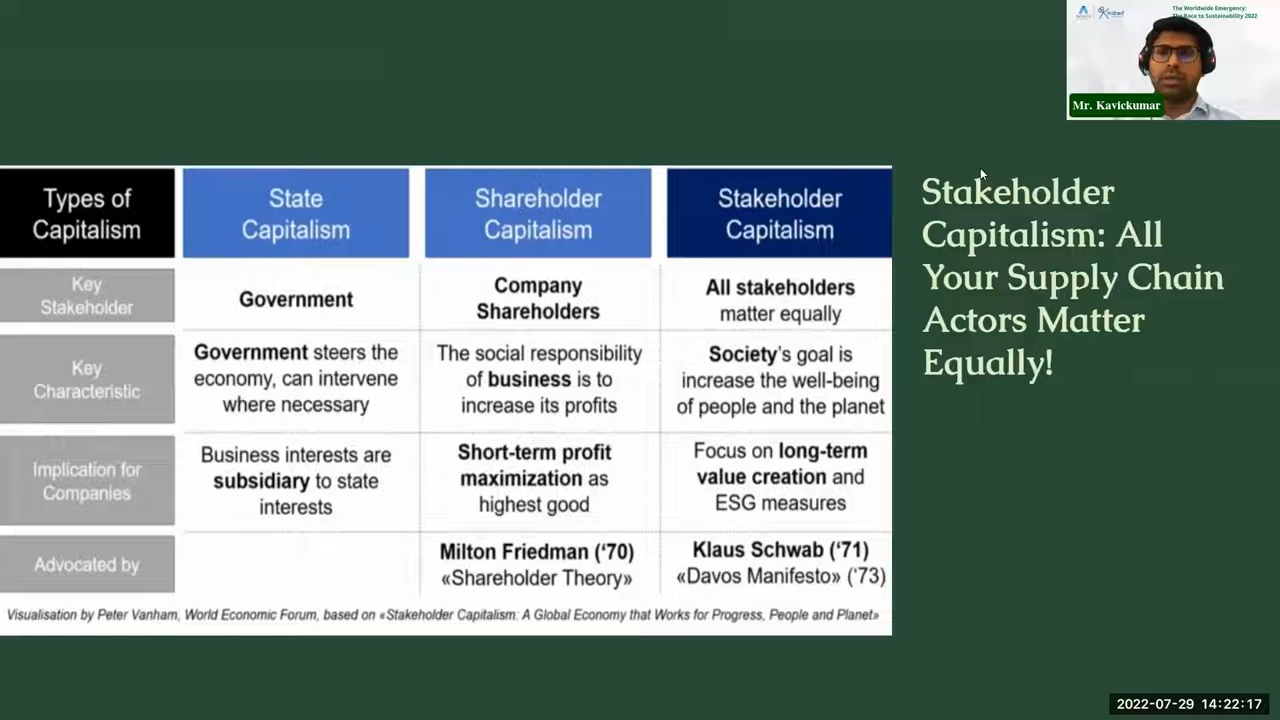 The Worldwide Emergency:
The Race to Sustainability 2022
Kindred
Mr. Kavickumar
Types of
Capitalism
State
Capitalism
Shareholder
Capitalism
Stakeholder
Capitalism
Key
Stakeholder
Government
Company
Shareholders
All stakeholders
matter equally
Key
Characteristic
Government steers the
economy, can intervene
where necessary
The social responsibility
of business is to
increase its profits
Society's goal is
increase the well-being
of people and the planet
Implication for
Companies
Business interests are
subsidiary to state
interests
Short-term profit
maximization as
highest good
Focus on long-term
value creation and
ESG measures
Advocated by
Milton Friedman (‘70)
«Shareholder Theory»
Klaus Schwab (‘71)
«Davos Manifesto» (‘73)
Visualisation by Peter Vanham, World Economic Forum, based on «Stakeholder Capitalism: A Global Economy that Works for Progress, People and Planet»
Stakeholder
Capitalism: All
Your Supply Chain
Actors Matter
Equally!
2022-07-29 14:22:17